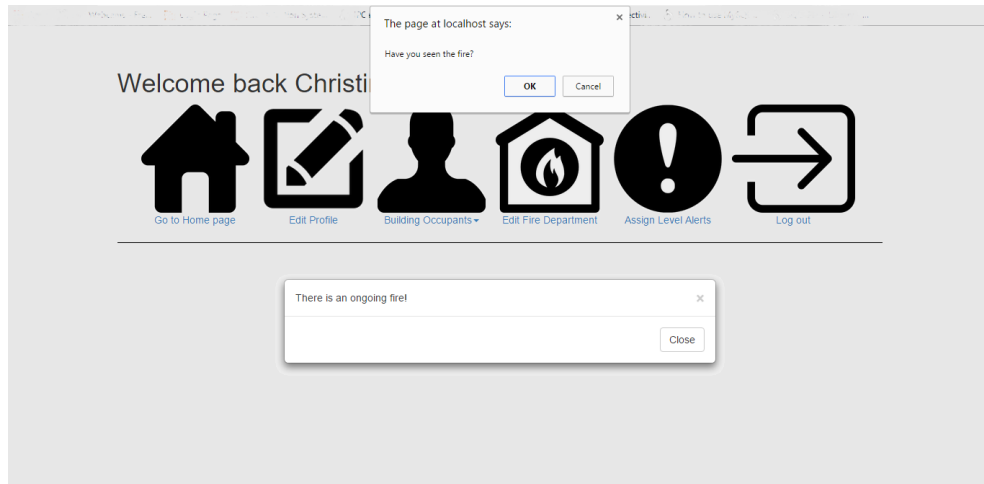 The page at localhost says:
Have you seen the fire?
OK Cancel
Welcome back
Go to Home page Edit Profile Building Occupants Edit Fire Department Assign Level Alerts Log out
There is an ongoing fire!
Close